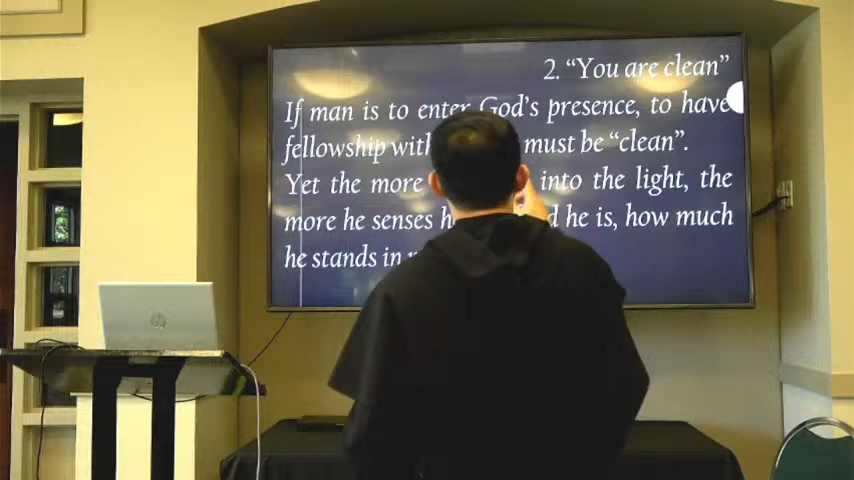 2. “You are clean”
If man is to enter God's presence, to have
fellowship with must be “clean”.
Yet the more into the light, the
more he senses he is, how much
he stands in
hp